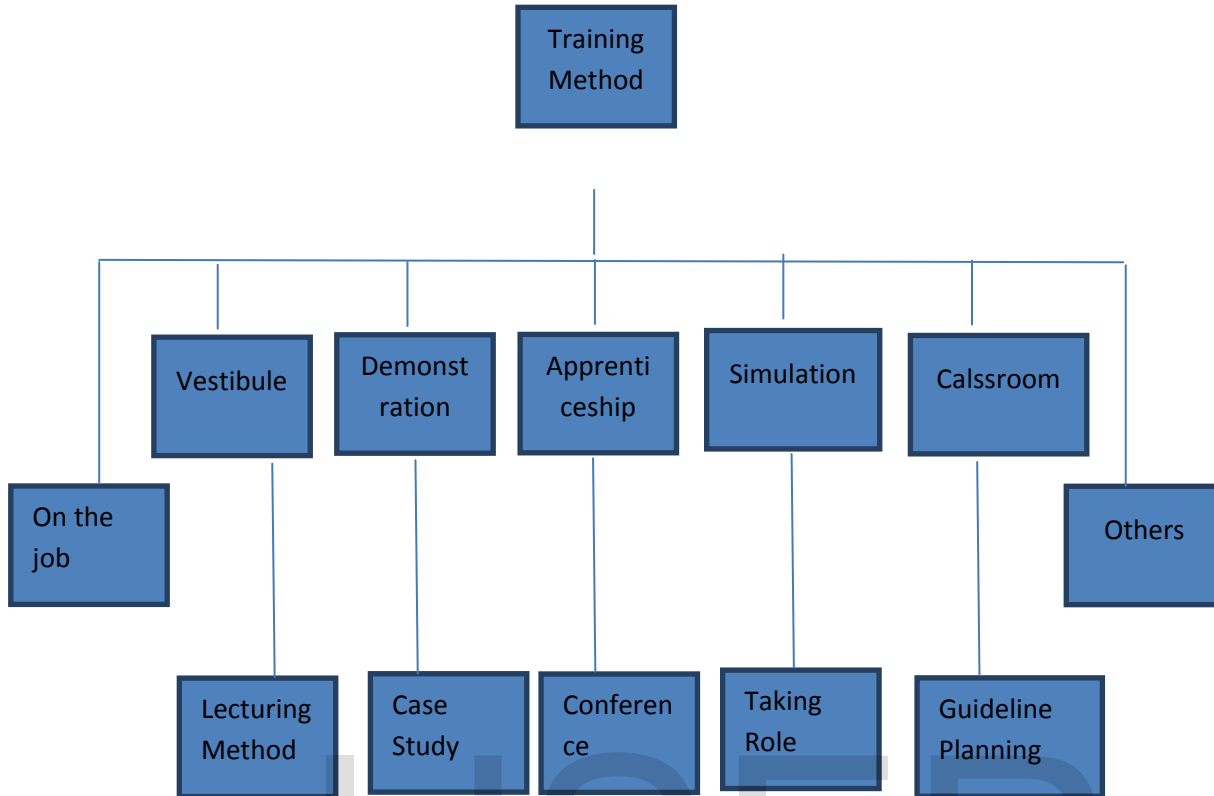 Training
Method
Vestibule
Demonst
ration
Apprenti
ceship
Simulation
Calssroom
On the
job
Others
Lecturing
Method
Case
Study
Conferen
ce
Taking
Role
Guideline
Planning